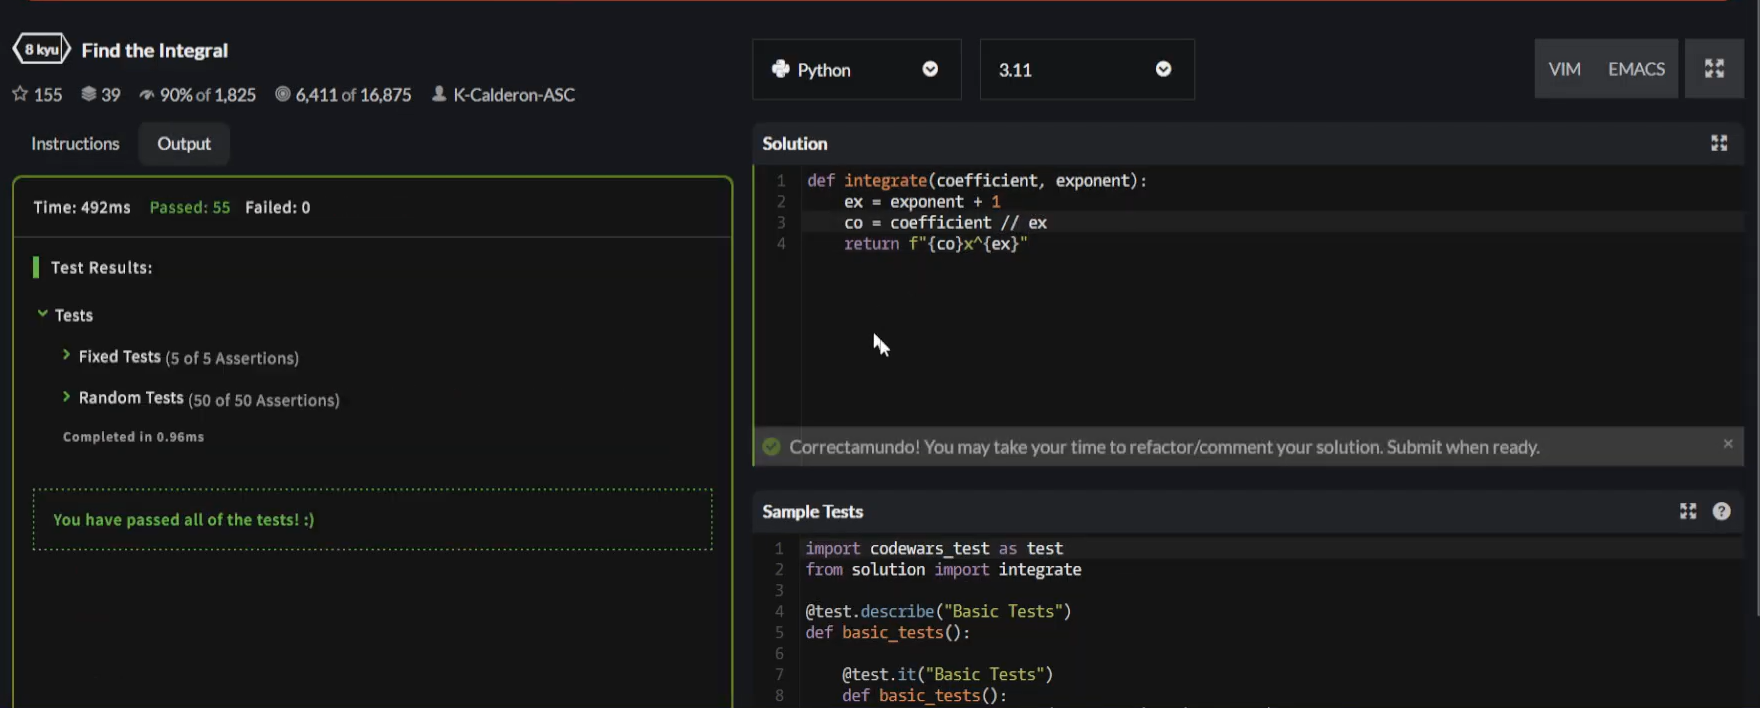 8 kyu Find the Integral
155 39 90% of 1,825 6,411 of 16,875 K-Calderon-ASC
Python 3.11 VIM EMACS
Instructions Output
Time: 492ms Passed: 55 Failed: 0
Test Results:
Tests
Fixed Tests (5 of 5 Assertions)
Random Tests (50 of 50 Assertions)
Completed in 0.96ms
You have passed all of the tests! :)
Solution
1 def integrate(coefficient, exponent):
2 ex = exponent + 1
3 co = coefficient // ex
4 return f"{co}x^{ex}"
Correctamundo! You may take your time to refactor/comment your solution. Submit when ready. ×
Sample Tests ?
1 import codewars_test as test
2 from solution import integrate
3
4 @test.describe("Basic Tests")
5 def basic_tests():
6
7 @test.it("Basic Tests")
8 def basic_tests():